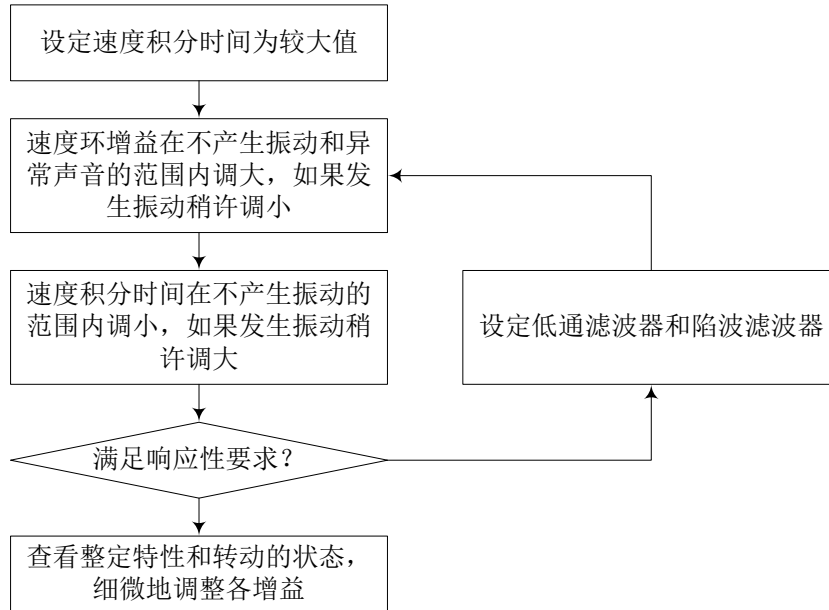 设定速度积分时间为较大值
速度环增益在不产生振动和异
常声音的范围内调大，如果发
生振动稍许调小
速度积分时间在不产生振动的
范围内调小，如果发生振动稍
许调大
设定低通滤波器和陷波滤波器
满足响应性要求？
查看整定特性和转动的状态，
细微地调整各增益